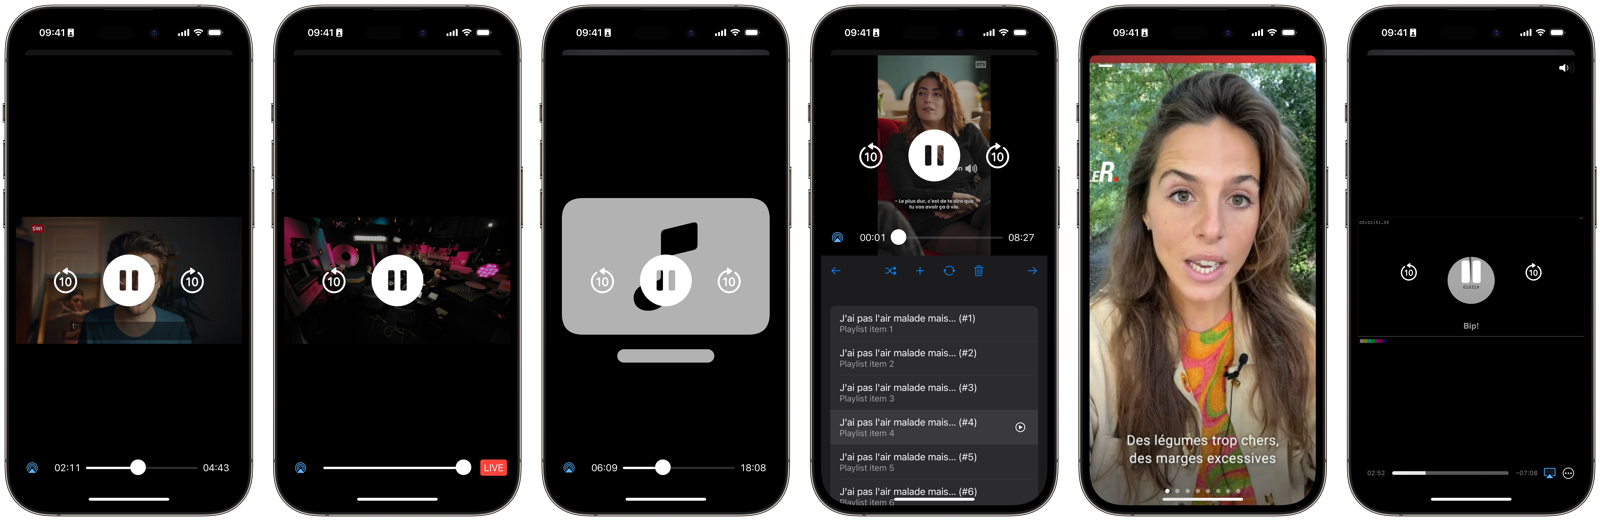 09:41
SWI
10
10
02:11
04:43
09:41
10
10
LIVE
09:41
10
10
06:09
18:08
09:41
RTS
10
10
- Le plus dur, c'est de te dire que
tu vas avoir ça à vie.
00:01
08:27
J'ai pas l'air malade mais... (#1)
Playlist item 1
J'ai pas l'air malade mais... (#2)
Playlist item 2
J'ai pas l'air malade mais... (#3)
Playlist item 3
J'ai pas l'air malade mais... (#4)
Playlist item 4
J'ai pas l'air malade mais... (#5)
Playlist item 5
J'ai pas l'air malade mais... (#6)
Playlist item 6
09:41
ER.
Des légumes trop chers,
des marges excessives
09:41
10
10
Bip!
02:52
-07:08